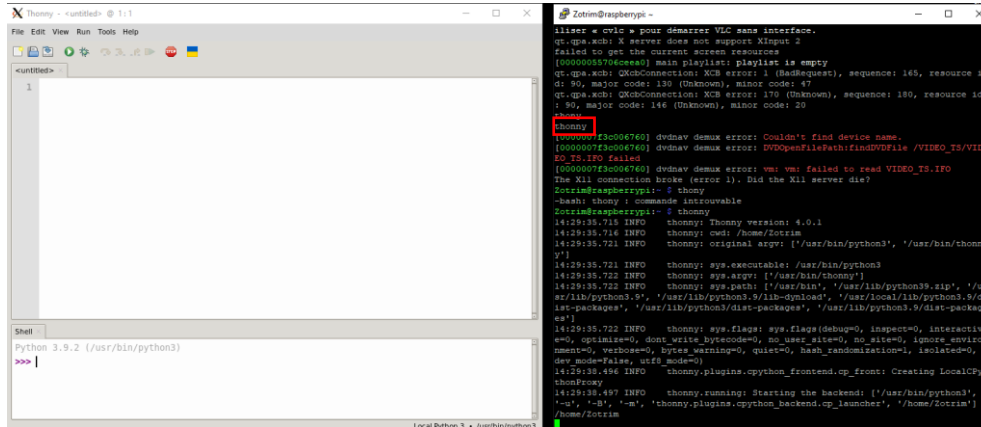 Thonny - <untitled> @ 1:1
File Edit View Run Tools Help
<untitled>
1
Shell
Python 3.9.2 (/usr/bin/python3)
>>>
Local Python 3 • /usr/bin/python3
Zotrim@raspberrypi: ~
iliser « cvlc » pour démarrer VLC sans interface.
qt.qpa.xcb: X server does not support XInput 2
failed to get the current screen resources
[00000055706ceea0] main playlist: playlist is empty
qt.qpa.xcb: QXcbConnection: XCB error: 1 (BadRequest), sequence: 165, resource i
d: 90, major code: 130 (Unknown), minor code: 47
qt.qpa.xcb: QXcbConnection: XCB error: 170 (Unknown), sequence: 180, resource id
: 90, major code: 146 (Unknown), minor code: 20
thony
thonny
[0000007f3c006760] dvdnav demux error: Couldn't find device name.
[0000007f3c006760] dvdnav demux error: DVDOpenFilePath:findDVDFile /VIDEO_TS/VID
EO_TS.IFO failed
[0000007f3c006760] dvdnav demux error: vm: vm: failed to read VIDEO_TS.IFO
The X11 connection broke (error 1). Did the X11 server die?
Zotrim@raspberrypi:~ $ thony
-bash: thony : commande introuvable
Zotrim@raspberrypi:~ $ thonny
14:29:35.715 INFO thonny: Thonny version: 4.0.1
14:29:35.716 INFO thonny: cwd: /home/Zotrim
14:29:35.721 INFO thonny: original argv: ['/usr/bin/python3', '/usr/bin/thonn
y']
14:29:35.721 INFO thonny: sys.executable: /usr/bin/python3
14:29:35.722 INFO thonny: sys.argv: ['/usr/bin/thonny']
14:29:35.722 INFO thonny: sys.path: ['/usr/bin', '/usr/lib/python39.zip', '/u
sr/lib/python3.9', '/usr/lib/python3.9/lib-dynload', '/usr/local/lib/python3.9/d
ist-packages', '/usr/lib/python3/dist-packages', '/usr/lib/python3.9/dist-packag
es']
14:29:35.722 INFO thonny: sys.flags: sys.flags(debug=0, inspect=0, interactiv
e=0, optimize=0, dont_write_bytecode=0, no_user_site=0, no_site=0, ignore_enviro
nment=0, verbose=0, bytes_warning=0, quiet=0, hash_randomization=1, isolated=0,
dev_mode=False, utf8_mode=0)
14:29:38.496 INFO thonny.plugins.cpython_frontend.cp_front: Creating LocalCPy
thonProxy
14:29:38.497 INFO thonny.running: Starting the backend: ['/usr/bin/python3',
'-u', '-B', '-m', 'thonny.plugins.cpython_backend.cp_launcher', '/home/Zotrim']
/home/Zotrim